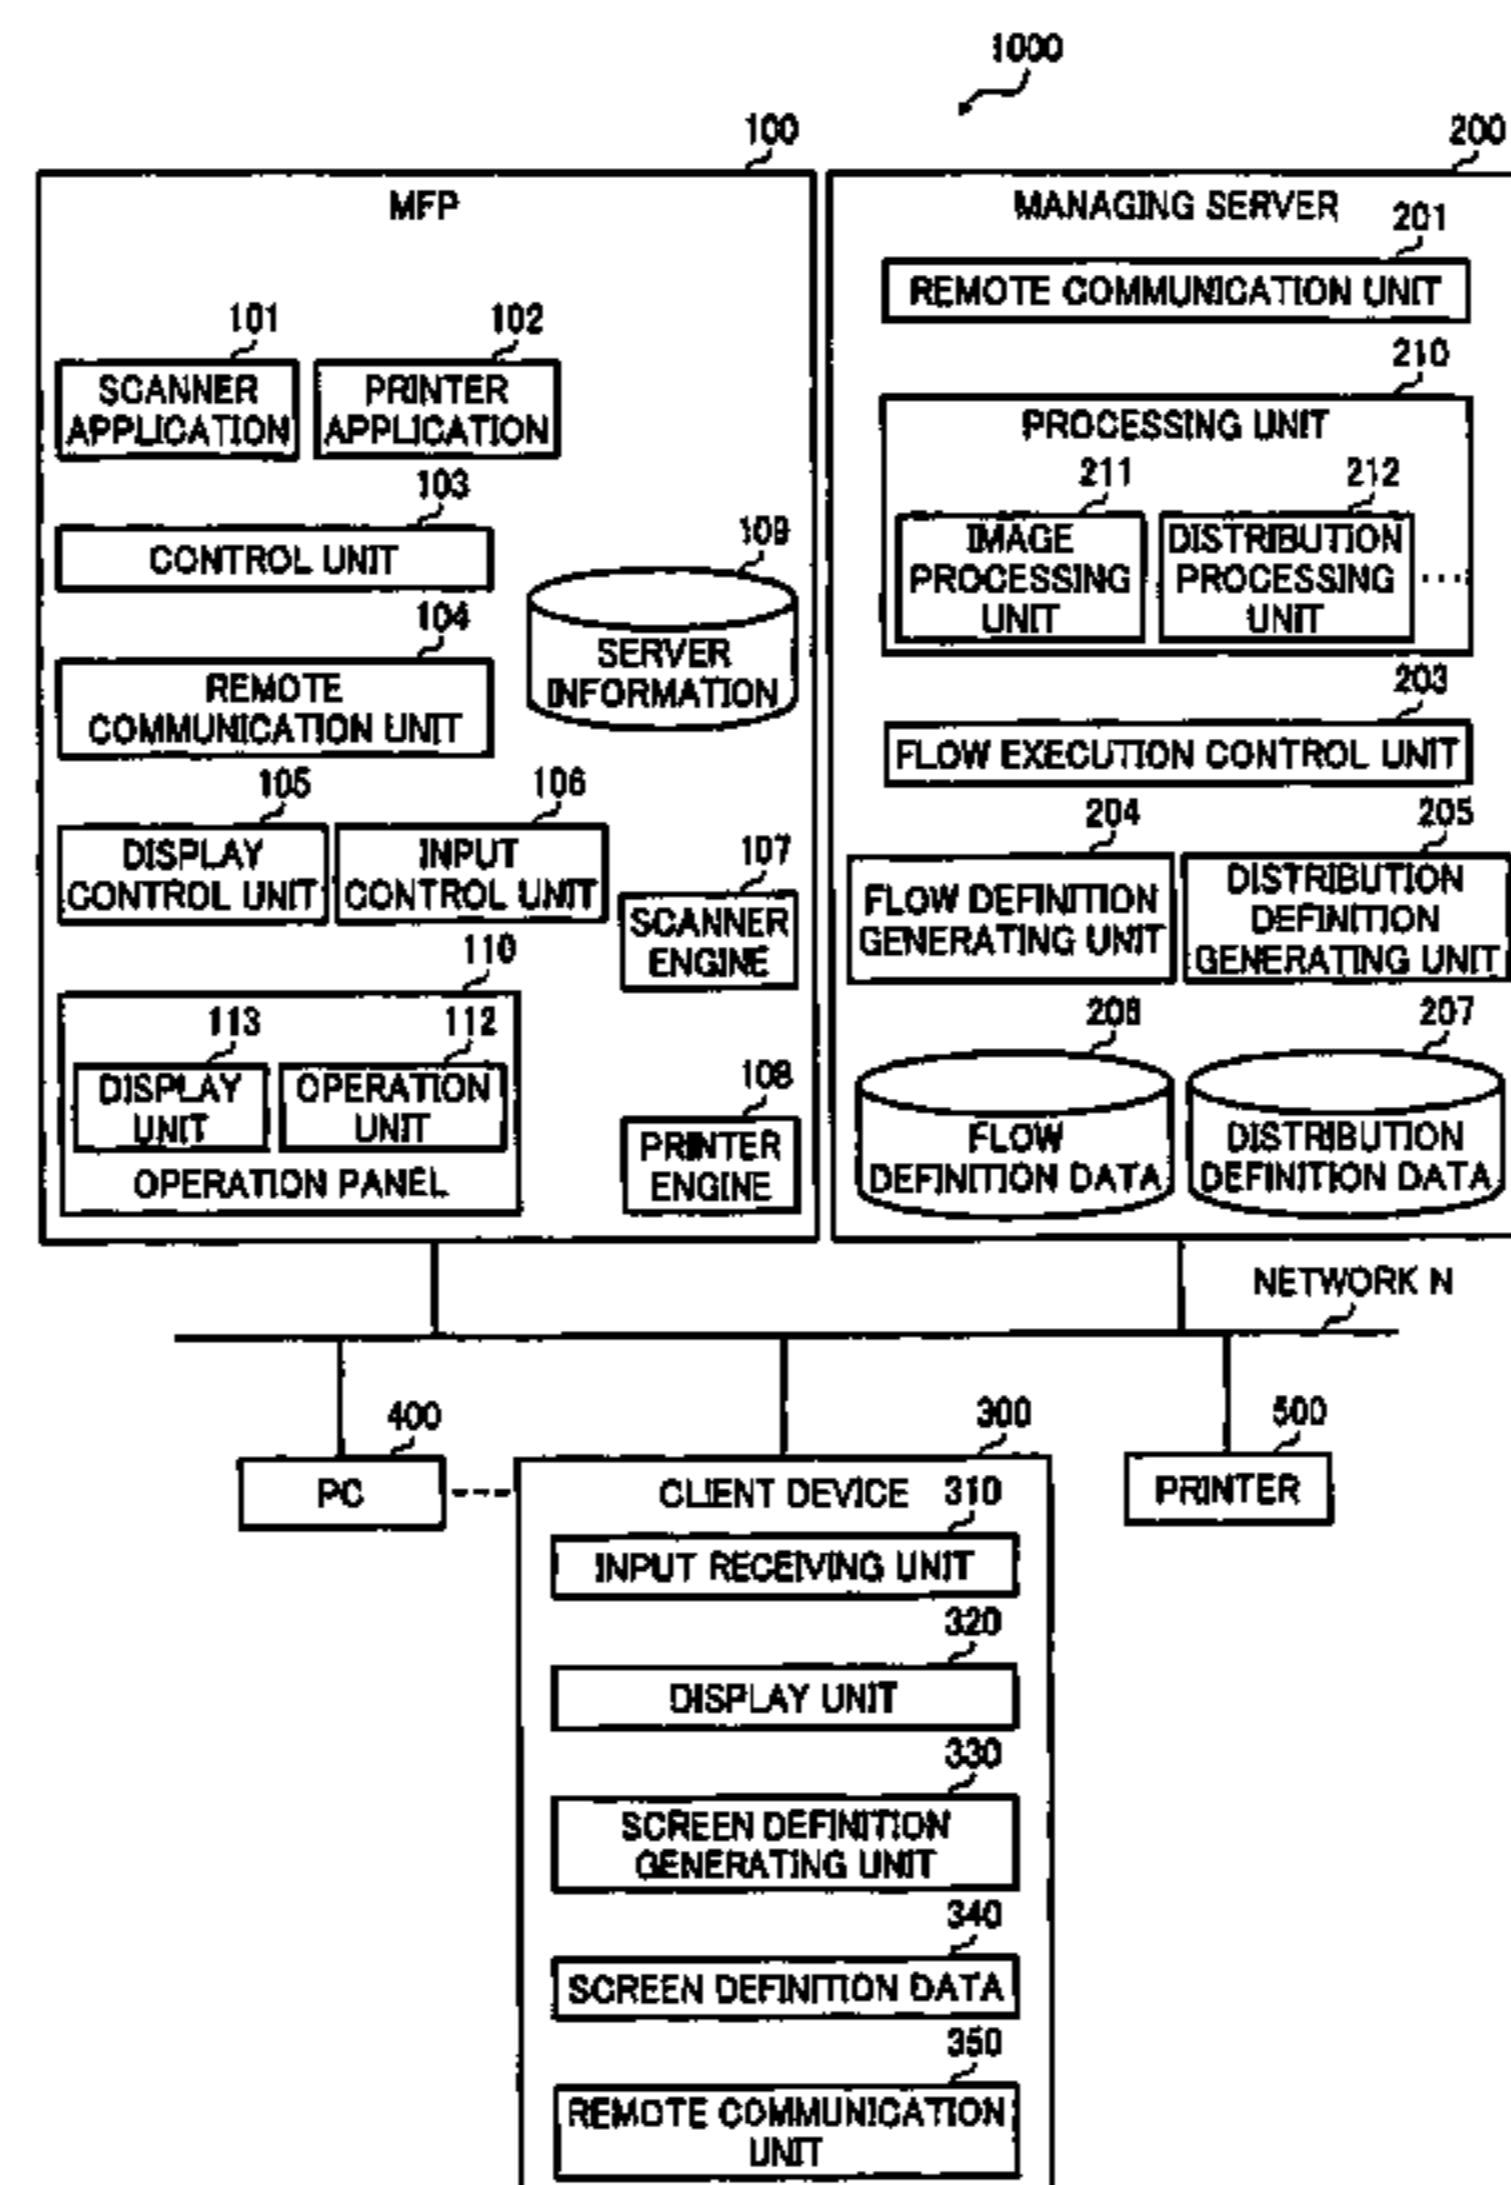 1000
100
200
MFP
MANAGING SERVER
201
REMOTE COMMUNICATION UNIT
101
102
SCANNER
APPLICATION
PRINTER
APPLICATION
210
PROCESSING UNIT
211
212
IMAGE
PROCESSING
UNIT
DISTRIBUTION
PROCESSING
UNIT
...
103
CONTROL UNIT
109
SERVER
INFORMATION
104
REMOTE
COMMUNICATION UNIT
203
FLOW EXECUTION CONTROL UNIT
105
106
DISPLAY
CONTROL UNIT
INPUT
CONTROL UNIT
107
SCANNER
ENGINE
204
205
FLOW DEFINITION
GENERATING UNIT
DISTRIBUTION
DEFINITION
GENERATING UNIT
110
113
112
DISPLAY
UNIT
OPERATION
UNIT
OPERATION PANEL
108
PRINTER
ENGINE
206
207
FLOW
DEFINITION DATA
DISTRIBUTION
DEFINITION DATA
NETWORK N
400
PC
300
CLIENT DEVICE
500
PRINTER
310
INPUT RECEIVING UNIT
320
DISPLAY UNIT
330
SCREEN DEFINITION
GENERATING UNIT
340
SCREEN DEFINITION DATA
350
REMOTE COMMUNICATION
UNIT